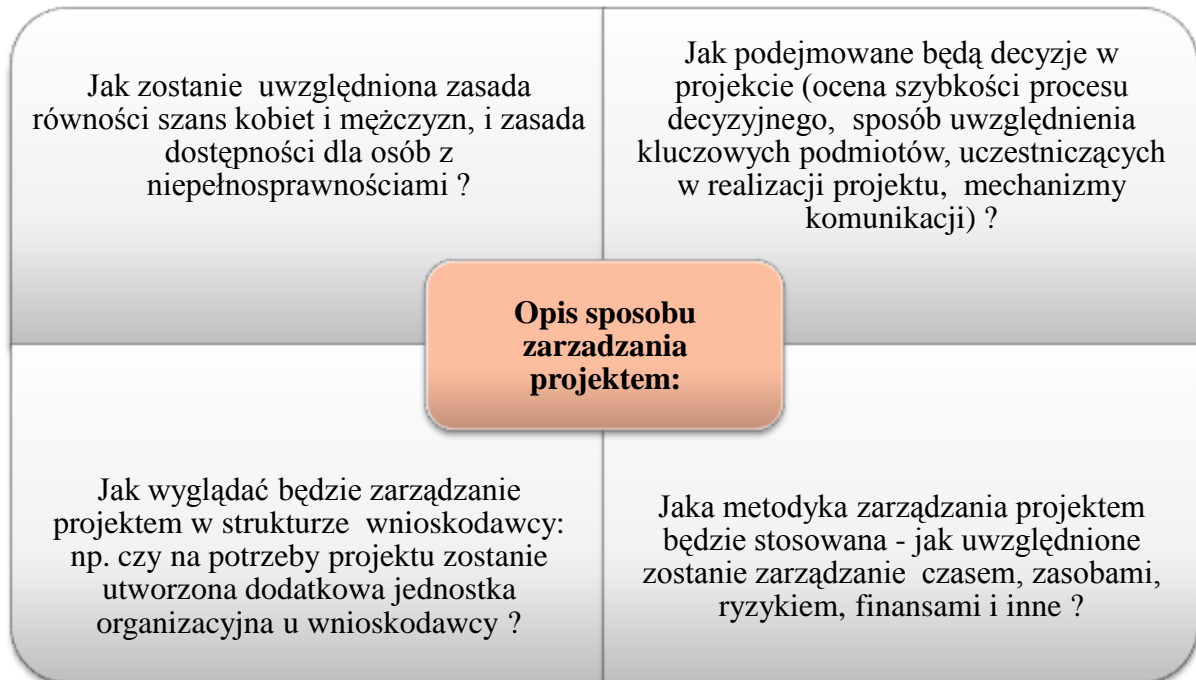 Jak zostanie uwzględniona zasada
równości szans kobiet i mężczyzn, i zasada
dostępności dla osób z
niepełnosprawnościami ?
Jak podejmowane będą decyzje w
projekcie (ocena szybkości procesu
decyzyjnego, sposób uwzględnienia
kluczowych podmiotów, uczestniczących
w realizacji projektu, mechanizmy
komunikacji) ?
Opis sposobu
zarzadzania
projektem:
Jak wyglądać będzie zarządzanie
projektem w strukturze wnioskodawcy:
np. czy na potrzeby projektu zostanie
utworzona dodatkowa jednostka
organizacyjna u wnioskodawcy ?
Jaka metodyka zarządzania projektem
będzie stosowana - jak uwzględnione
zostanie zarządzanie czasem, zasobami,
ryzykiem, finansami i inne ?